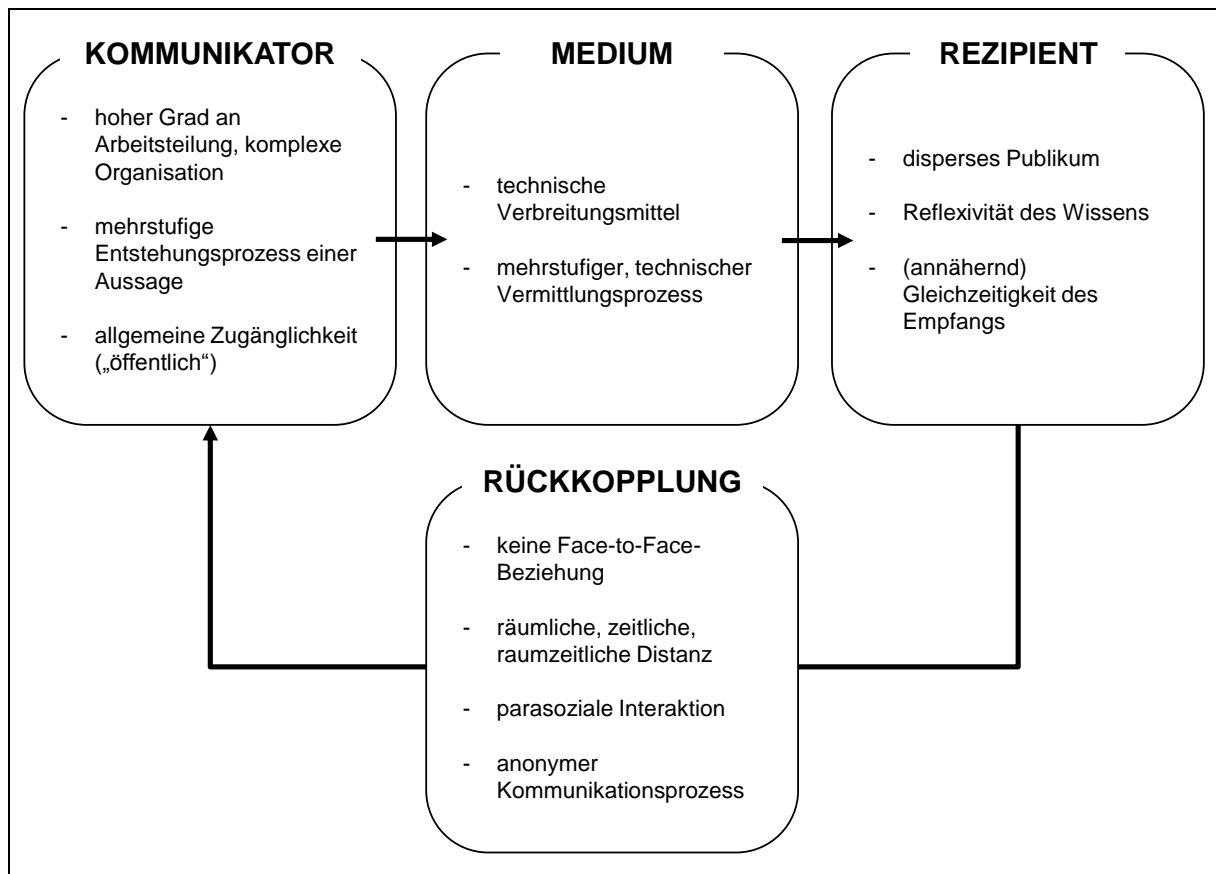 KOMMUNIKATOR
- hoher Grad an
Arbeitsteilung, komplexe
Organisation
- mehrstufige
Entstehungsprozess einer
Aussage
- allgemeine Zugänglichkeit
(„öffentlich“)
MEDIUM
- technische
Verbreitungsmittel
- mehrstufiger, technischer
Vermittlungsprozess
REZIPIENT
- disperses Publikum
- Reflexivität des Wissens
- (annähernd)
Gleichzeitigkeit des
Empfangs
RÜCKKOPPLUNG
- keine Face-to-Face-
Beziehung
- räumliche, zeitliche,
raumzeitliche Distanz
- parasoziale Interaktion
- anonymer
Kommunikationsprozess